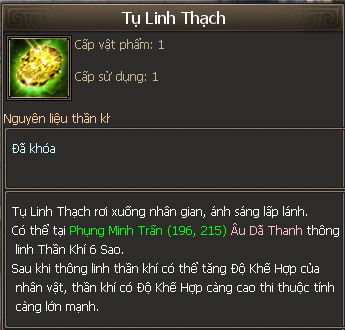 Tụ Linh Thạch
Cấp vật phẩm: 1
Cấp sử dụng: 1
Nguyên liệu thần kh
Đã khóa
Tụ Linh Thạch rơi xuống nhân gian, ánh sáng lấp lánh.
Có thể tại Phụng Minh Trấn (196, 215) Âu Dã Thanh thông
linh Thần Khí 6 Sao.
Sau khi thông linh thần khí có thể tăng Độ Khế Hợp của
nhân vật, thần khí có Độ Khế Hợp càng cao thi thuộc tính
càng lớn mạnh.